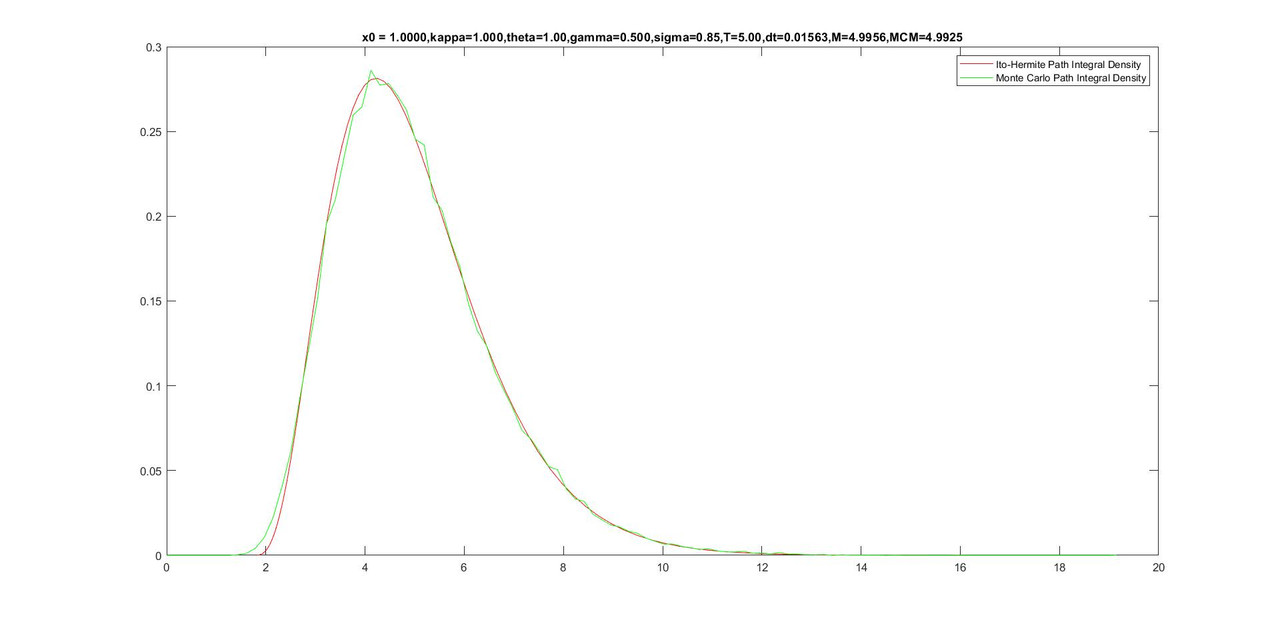 x0 = 1.0000,kappa=1.000,theta=1.00,gamma=0.500,sigma=0.85,T=5.00,dt=0.01563,M=4.9956,MCM=4.9925
Ito-Hermite Path Integral Density
Monte Carlo Path Integral Density
0.3
0.25
0.2
0.15
0.1
0.05
0
0 2 4 6 8 10 12 14 16 18 20